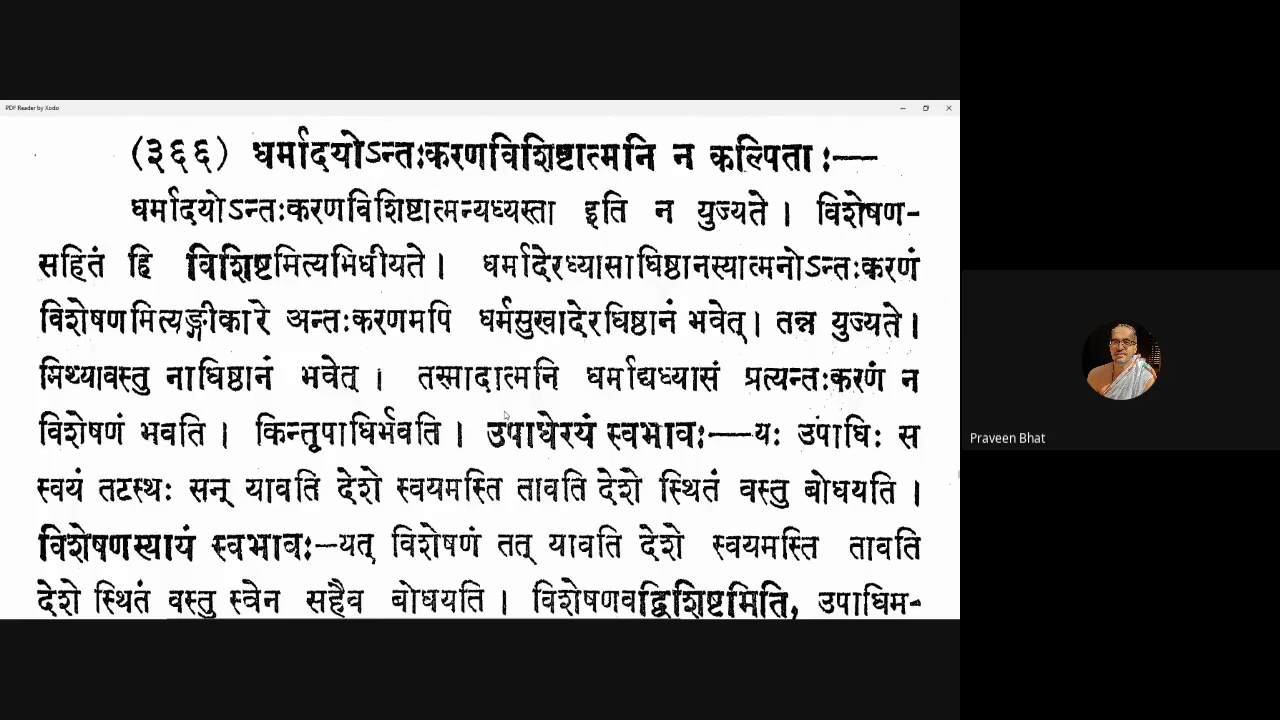 PDF Reader by Xodo
(३६६) धर्मादयोऽन्तःकरणविशिष्टात्मनि न कल्पिताः—
धर्मादयोऽन्तःकरणविशिष्टात्मन्यध्यस्ता इति न युज्यते । विशेषण-
सहितं हि विशिष्टमित्यभिधीयते । धर्मादेरध्यासाधिष्ठानस्यात्मनोऽन्तःकरणं
विशेषणमित्यङ्गीकारे अन्तःकरणमपि धर्मसुखादेरधिष्ठानं भवेत् । तन्न युज्यते ।
मिथ्यावस्तु नाधिष्ठानं भवेत् । तस्मादात्मनि धर्माद्यध्यासं प्रत्यन्तःकरणं न
विशेषणं भवति । किन्तूपाधिर्भवति । उपाधेरयं स्वभावः—यः उपाधिः स
स्वयं तटस्थः सन् यावति देशे स्वयमस्ति तावति देशे स्थितं वस्तु बोधयति ।
विशेषणस्यायं स्वभावः—यत् विशेषणं तत् यावति देशे स्वयमस्ति तावति
देशे स्थितं वस्तु स्वेन सहैव बोधयति । विशेषणवद्विशिष्टमिति, उपाधिम-
Praveen Bhat